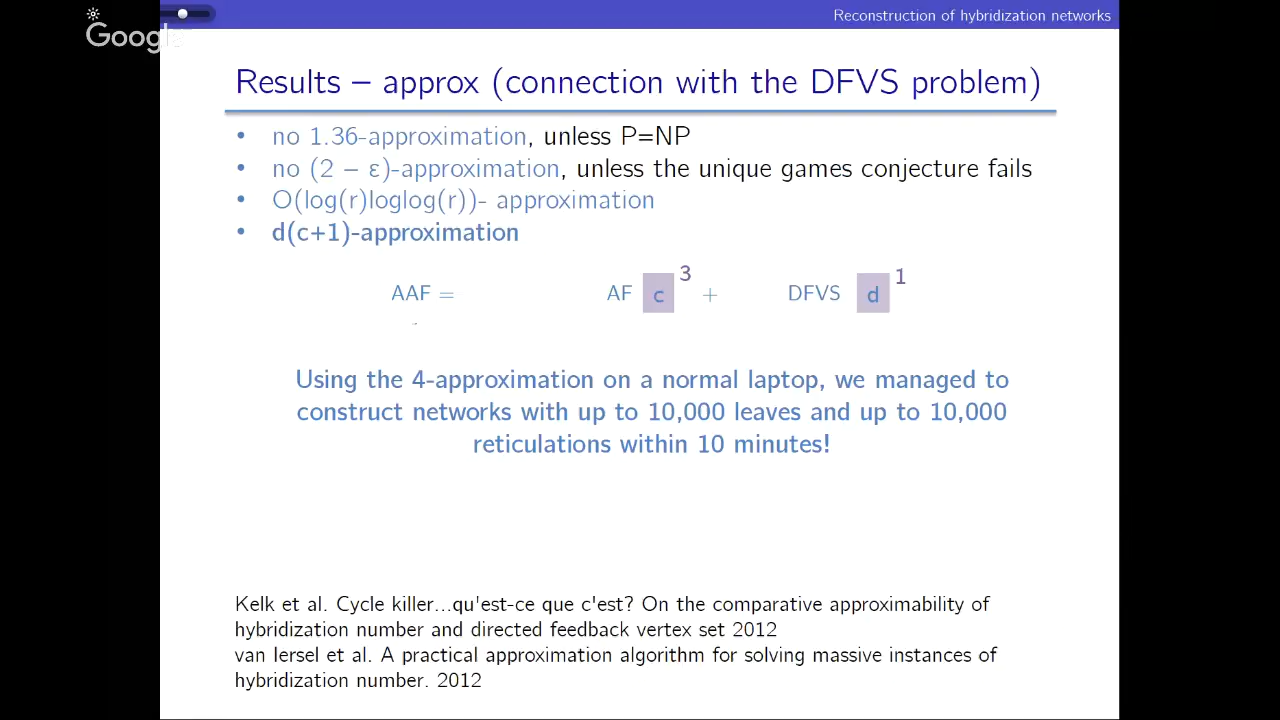 Reconstruction of hybridization networks
Google
Results – approx (connection with the DFVS problem)
• no 1.36-approximation, unless P=NP
• no (2 – ε)-approximation, unless the unique games conjecture fails
• O(log(r)loglog(r))- approximation
• d(c+1)-approximation
AAF = AF c 3 + DFVS d 1
Using the 4-approximation on a normal laptop, we managed to
construct networks with up to 10,000 leaves and up to 10,000
reticulations within 10 minutes!
Kelk et al. Cycle killer...qu'est-ce que c'est? On the comparative approximability of
hybridization number and directed feedback vertex set 2012
van Iersel et al. A practical approximation algorithm for solving massive instances of
hybridization number. 2012